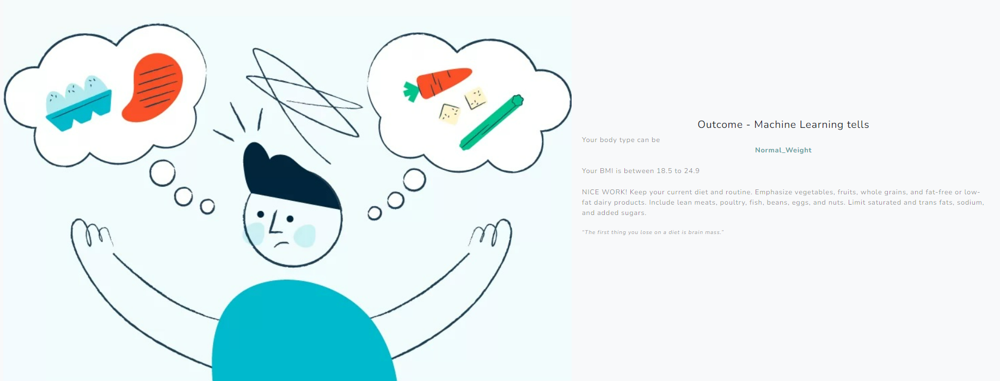 Outcome - Machine Learning tells
Your body type can be
Normal_Weight
Your BMI is between 18.5 to 24.9
NICE WORK! Keep your current diet and routine. Emphasize vegetables, fruits, whole grains, and fat-free or low-
fat dairy products. Include lean meats, poultry, fish, beans, eggs, and nuts. Limit saturated and trans fats, sodium,
and added sugars.
“The first thing you lose on a diet is brain mass.”